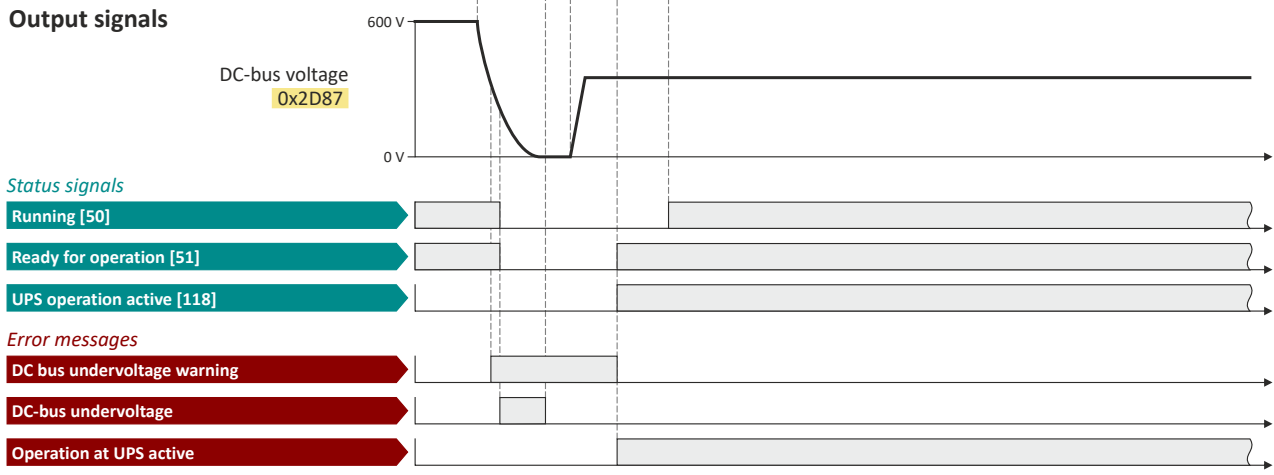 Output signals
600 V
DC-bus voltage
0x2D87
0 V
Status signals
Running [50]
Ready for operation [51]
UPS operation active [118]
Error messages
DC bus undervoltage warning
DC-bus undervoltage
Operation at UPS active